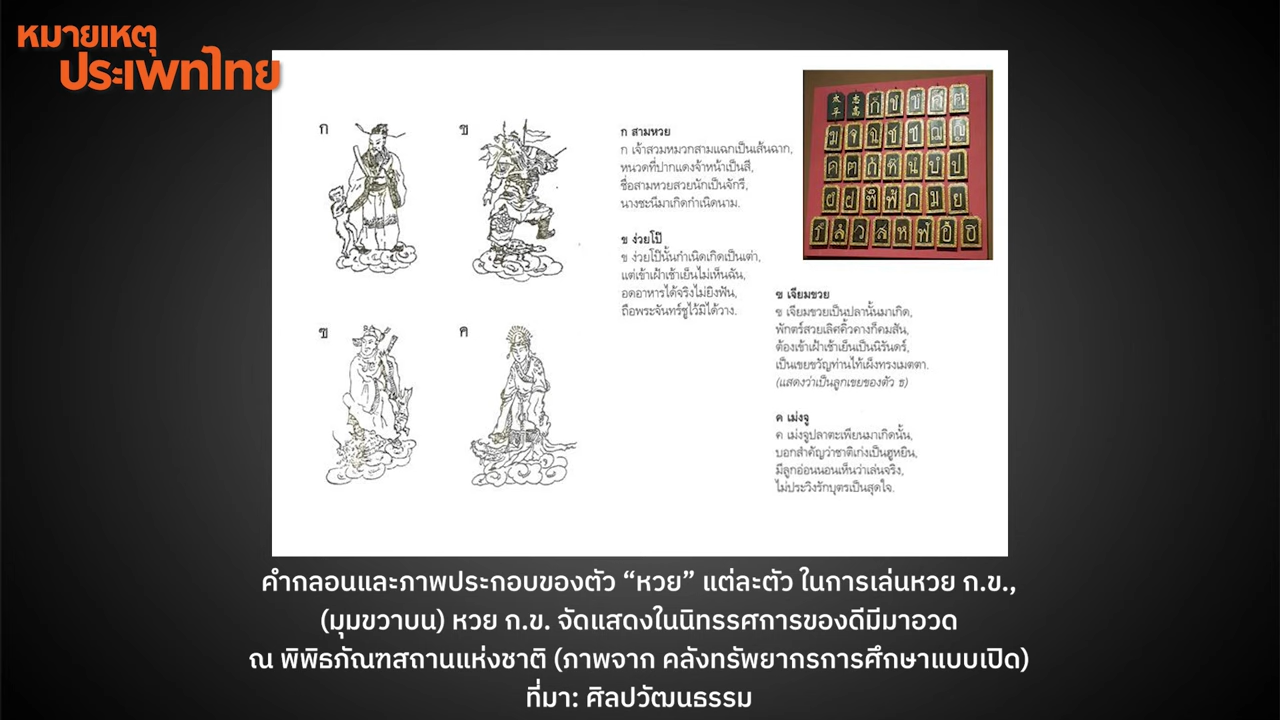 หมายเหตุ
ประเพทไทย
ก
ข
ฃ
ค
ก สามหวย
ก เจ้าสวมหมวกสามแฉกเป็นเส้นฉาก,
หนวดที่ปากแดงจ้าหน้าเป็นสี,
ชื่อสามหวยสวยนักเป็นจักรี,
นางชะนีมาเกิดกำเนิดนาม.
ข ง่วยโป๊
ข ง่วยโป๊นั้นกำเนิดเกิดเป็นเต่า,
แต่เข้าเฝ้าเช้าเย็นไม่เห็นฉัน,
อดอาหารได้จริงไม่ยิงฟัน,
ถือพระจันทร์ชูไว้มิได้วาง.
ฃ เจียมขวย
ฃ เจียมขวยเป็นปลานั้นมาเกิด,
พักตร์สวยเลิศคิ้วคางก็คมสัน,
ต้องเข้าเฝ้าเช้าเย็นเป็นนิรันดร์,
เป็นเขยขวัญท่านไท้เผ็งทรงเมตตา.
(แสดงว่าเป็นลูกเขยของตัว ธ)
ค เม่งจู
ค เม่งจูปลาตะเพียนมาเกิดนั้น,
บอกสำคัญว่าชาติเก่งเป็นฮูหยิน,
มีลูกอ่อนนอนเห็นว่าเล่นจริง,
ไม่ประวิงรักบุตรเป็นสุดใจ.
คำกลอนและภาพประกอบของตัว “หวย” แต่ละตัว ในการเล่นหวย ก.ข.,
(มุมขวาบน) หวย ก.ข. จัดแสดงในนิทรรศการของดีมีมาอวด
ณ พิพิธภัณฑสถานแห่งชาติ (ภาพจาก คลังทรัพยากรการศึกษาแบบเปิด)
ที่มา: ศิลปวัฒนธรรม